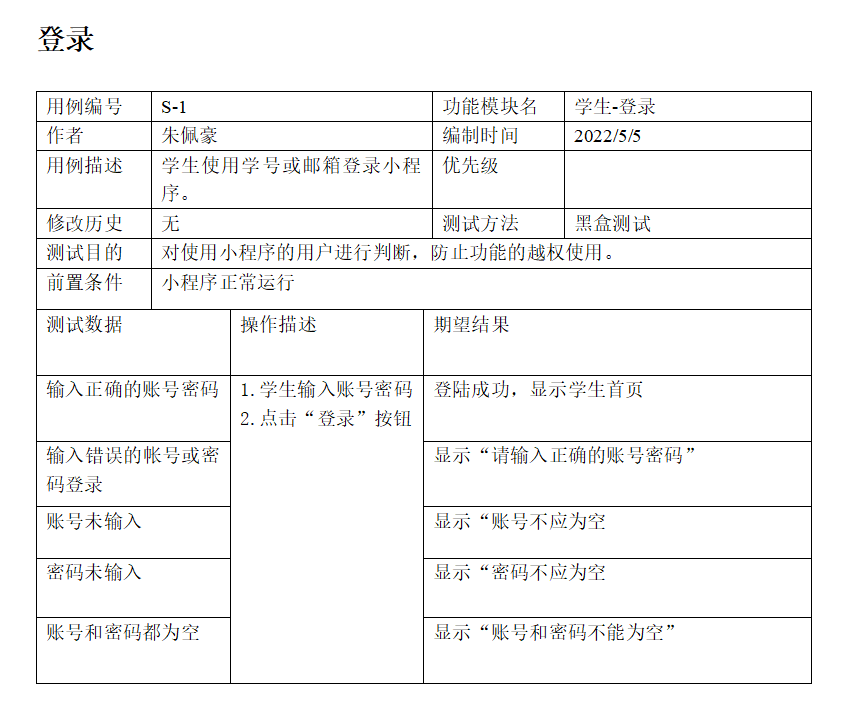 登录
用例编号 S-1 功能模块名 学生-登录
作者 朱佩豪 编制时间 2022/5/5
用例描述 学生使用学号或邮箱登录小程 优先级
序。
修改历史 无 测试方法 黑盒测试
测试目的 对使用小程序的用户进行判断，防止功能的越权使用。
前置条件 小程序正常运行
测试数据 操作描述 期望结果
输入正确的账号密码 1.学生输入账号密码 登陆成功，显示学生首页
2.点击“登录”按钮
输入错误的帐号或密 显示“请输入正确的账号密码”
码登录
账号未输入 显示“账号不应为空
密码未输入 显示“密码不应为空
账号和密码都为空 显示“账号和密码不能为空”